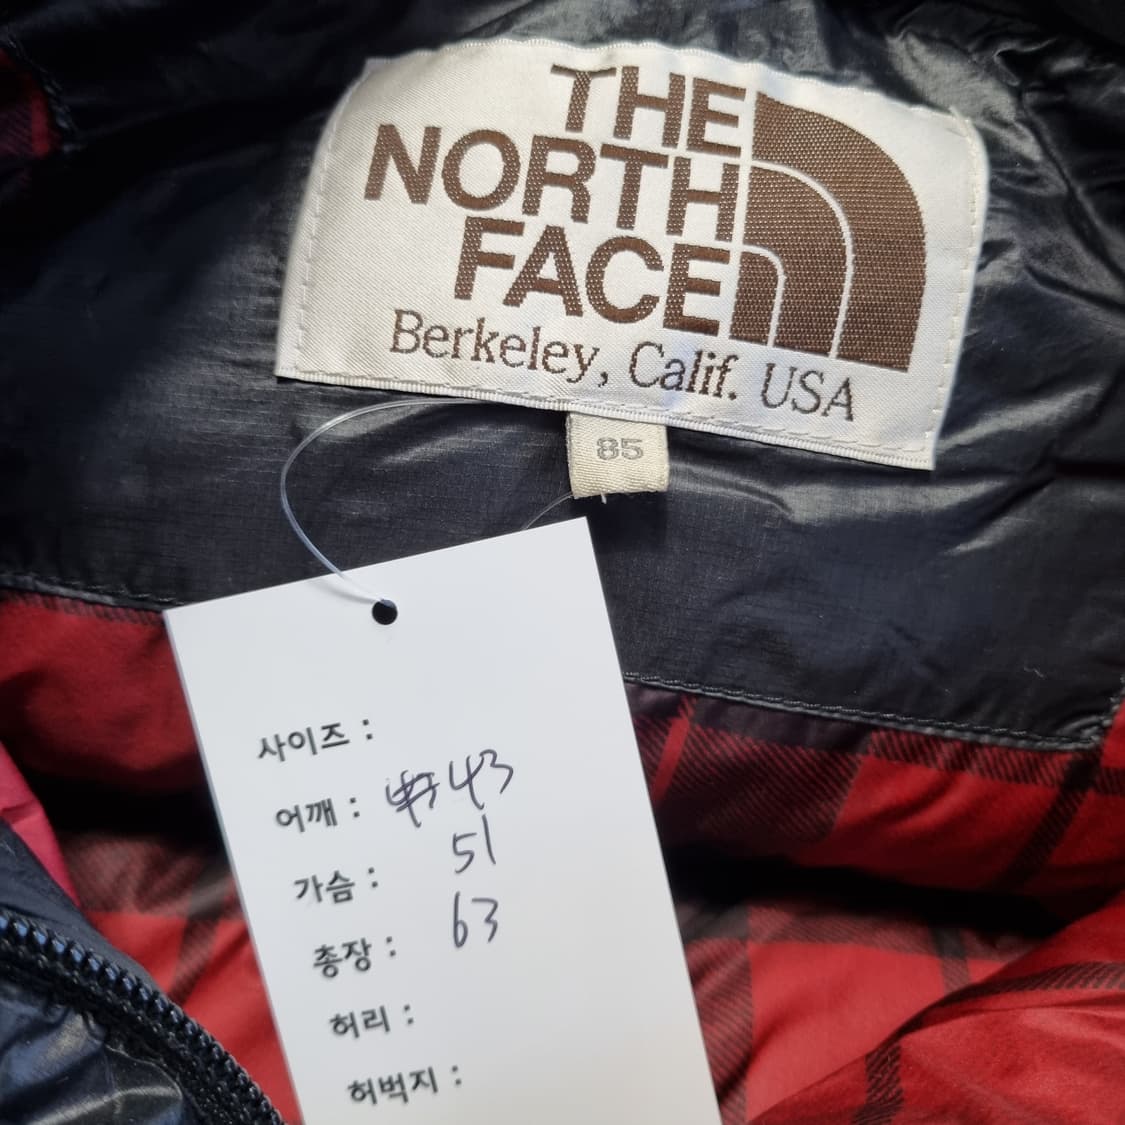 THE
NORTH
FACE
Berkeley, Calif. USA
85
사이즈 :
어깨 : 43
가슴 : 51
총장 : 63
허리 :
허벅지 :